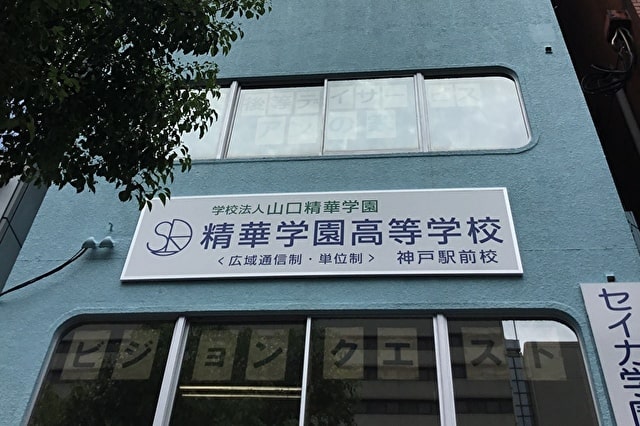 学校法人山口精華学園
精華学園高等学校
<広域通信制・単位制> 神戸駅前校
ビジョンクエスト
セイカ学